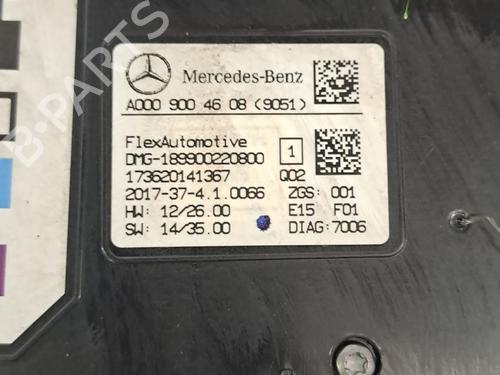 Mercedes-Benz
A000 900 46 08 (9051)
FlexAutomotive
DMG-189900220800
1
173620141367
Q02
2017-37-4.1.0066
ZGS: 001
HW: 12/26.00
E15 F01
SW: 14/35.00
DIAG:7006
B-PARTS